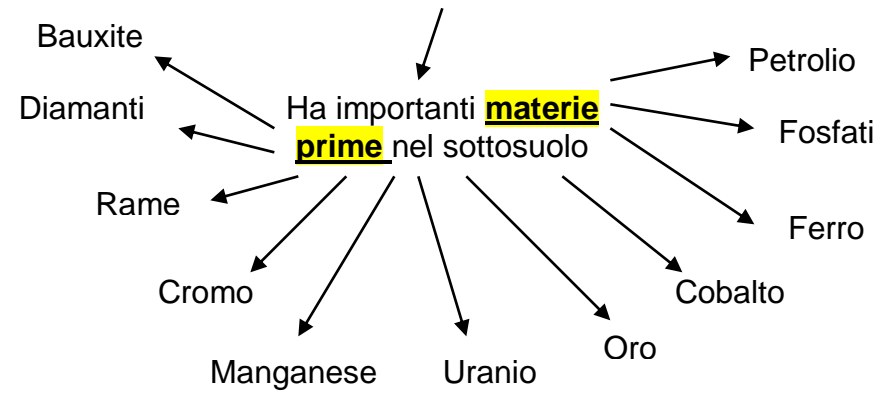 Bauxite
Petrolio
Diamanti
Ha importanti materie
prime nel sottosuolo
Fosfati
Rame
Ferro
Cromo
Cobalto
Manganese
Uranio
Oro